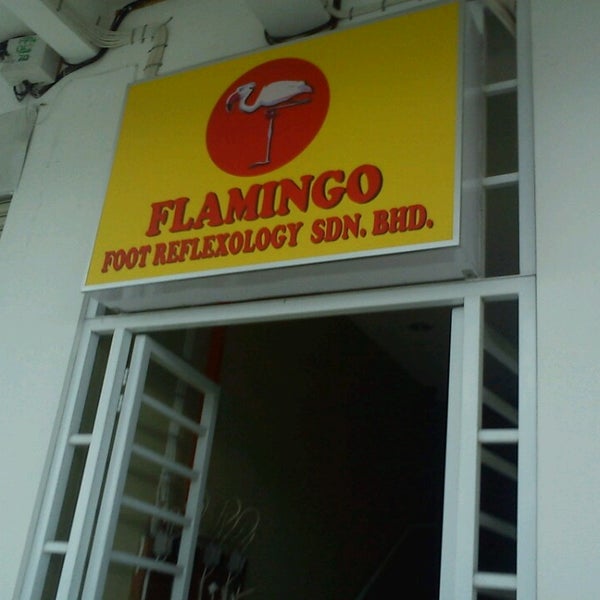 FLAMINGO
FOOT REFLEXOLOGY SDN. BHD.